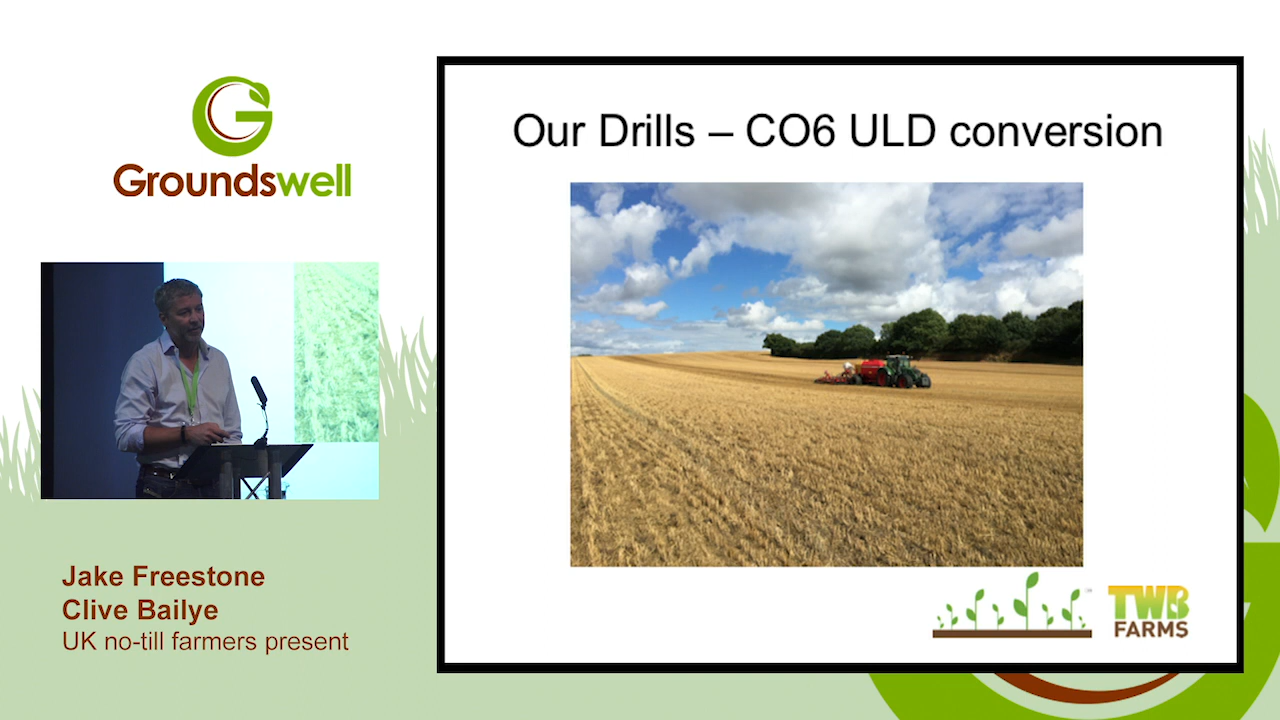 Groundswell
Our Drills – CO6 ULD conversion
Jake Freestone
Clive Bailye
UK no-till farmers present
TWB
FARMS